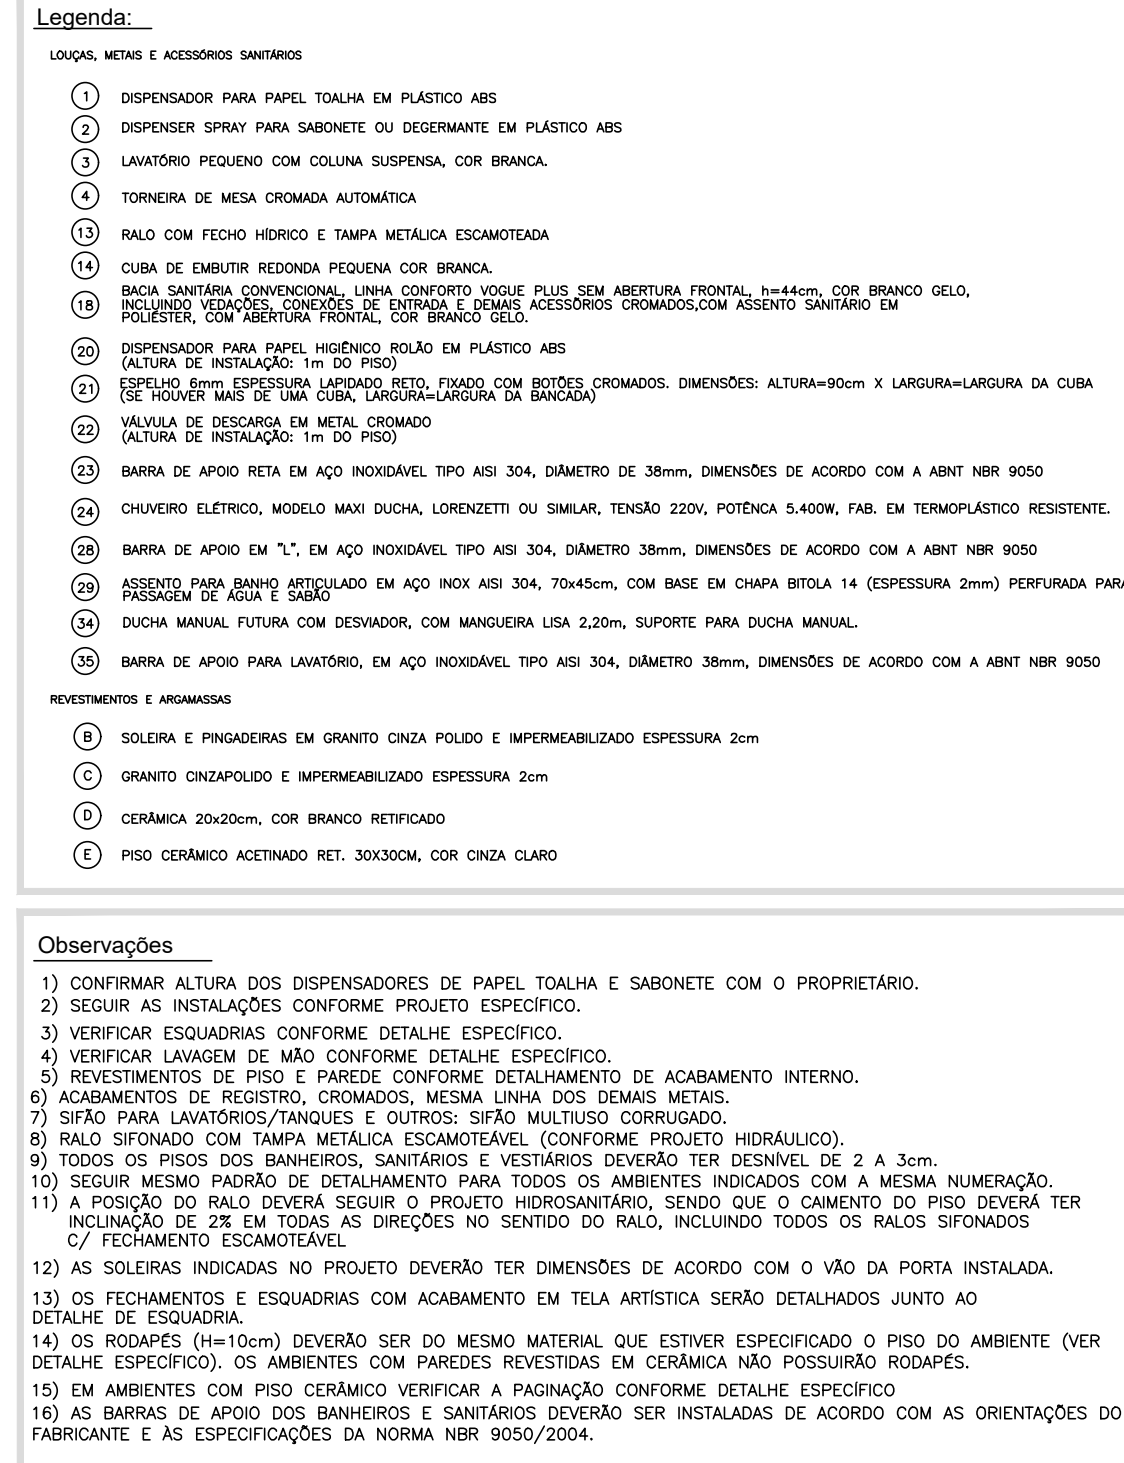 Legenda:
LOUÇAS, METAIS E ACESSÓRIOS SANITÁRIOS
1 DISPENSADOR PARA PAPEL TOALHA EM PLÁSTICO ABS
2 DISPENSER SPRAY PARA SABONETE OU DEGERMANTE EM PLÁSTICO ABS
3 LAVATÓRIO PEQUENO COM COLUNA SUSPENSA, COR BRANCA.
4 TORNEIRA DE MESA CROMADA AUTOMÁTICA
13 RALO COM FECHO HÍDRICO E TAMPA METÁLICA ESCAMOTEADA
14 CUBA DE EMBUTIR REDONDA PEQUENA COR BRANCA.
18 BACIA SANITÁRIA CONVENCIONAL, LINHA CONFORTO VOGUE PLUS SEM ABERTURA FRONTAL, h=44cm, COR BRANCO GELO,
INCLUINDO VEDAÇÕES, CONEXÕES DE ENTRADA E DEMAIS ACESSÓRIOS CROMADOS,COM ASSENTO SANITÁRIO EM
POLIÉSTER, COM ABERTURA FRONTAL, COR BRANCO GELO.
20 DISPENSADOR PARA PAPEL HIGIÊNICO ROLÃO EM PLÁSTICO ABS
(ALTURA DE INSTALAÇÃO: 1m DO PISO)
21 ESPELHO 6mm ESPESSURA LAPIDADO RETO, FIXADO COM BOTÕES CROMADOS. DIMENSÕES: ALTURA=90cm X LARGURA=LARGURA DA CUBA
(SE HOUVER MAIS DE UMA CUBA, LARGURA=LARGURA DA BANCADA)
22 VÁLVULA DE DESCARGA EM METAL CROMADO
(ALTURA DE INSTALAÇÃO: 1m DO PISO)
23 BARRA DE APOIO RETA EM AÇO INOXIDÁVEL TIPO AISI 304, DIÂMETRO DE 38mm, DIMENSÕES DE ACORDO COM A ABNT NBR 9050
24 CHUVEIRO ELÉTRICO, MODELO MAXI DUCHA, LORENZETTI OU SIMILAR, TENSÃO 220V, POTÊNCA 5.400W, FAB. EM TERMOPLÁSTICO RESISTENTE.
28 BARRA DE APOIO EM "L", EM AÇO INOXIDÁVEL TIPO AISI 304, DIÂMETRO 38mm, DIMENSÕES DE ACORDO COM A ABNT NBR 9050
29 ASSENTO PARA BANHO ARTICULADO EM AÇO INOX AISI 304, 70x45cm, COM BASE EM CHAPA BITOLA 14 (ESPESSURA 2mm) PERFURADA PARA
PASSAGEM DE ÁGUA E SABÃO
34 DUCHA MANUAL FUTURA COM DESVIADOR, COM MANGUEIRA LISA 2,20m, SUPORTE PARA DUCHA MANUAL.
35 BARRA DE APOIO PARA LAVATÓRIO, EM AÇO INOXIDÁVEL TIPO AISI 304, DIÂMETRO 38mm, DIMENSÕES DE ACORDO COM A ABNT NBR 9050
REVESTIMENTOS E ARGAMASSAS
B SOLEIRA E PINGADEIRAS EM GRANITO CINZA POLIDO E IMPERMEABILIZADO ESPESSURA 2cm
C GRANITO CINZAPOLIDO E IMPERMEABILIZADO ESPESSURA 2cm
D CERÂMICA 20x20cm, COR BRANCO RETIFICADO
E PISO CERÂMICO ACETINADO RET. 30X30CM, COR CINZA CLARO
Observações
1) CONFIRMAR ALTURA DOS DISPENSADORES DE PAPEL TOALHA E SABONETE COM O PROPRIETÁRIO.
2) SEGUIR AS INSTALAÇÕES CONFORME PROJETO ESPECÍFICO.
3) VERIFICAR ESQUADRIAS CONFORME DETALHE ESPECÍFICO.
4) VERIFICAR LAVAGEM DE MÃO CONFORME DETALHE ESPECÍFICO.
5) REVESTIMENTOS DE PISO E PAREDE CONFORME DETALHAMENTO DE ACABAMENTO INTERNO.
6) ACABAMENTOS DE REGISTRO, CROMADOS, MESMA LINHA DOS DEMAIS METAIS.
7) SIFÃO PARA LAVATÓRIOS/TANQUES E OUTROS: SIFÃO MULTIUSO CORRUGADO.
8) RALO SIFONADO COM TAMPA METÁLICA ESCAMOTEÁVEL (CONFORME PROJETO HIDRÁULICO).
9) TODOS OS PISOS DOS BANHEIROS, SANITÁRIOS E VESTIÁRIOS DEVERÃO TER DESNÍVEL DE 2 A 3cm.
10) SEGUIR MESMO PADRÃO DE DETALHAMENTO PARA TODOS OS AMBIENTES INDICADOS COM A MESMA NUMERAÇÃO.
11) A POSIÇÃO DO RALO DEVERÁ SEGUIR O PROJETO HIDROSANITÁRIO, SENDO QUE O CAIMENTO DO PISO DEVERÁ TER
INCLINAÇÃO DE 2% EM TODAS AS DIREÇÕES NO SENTIDO DO RALO, INCLUINDO TODOS OS RALOS SIFONADOS
C/ FECHAMENTO ESCAMOTEÁVEL
12) AS SOLEIRAS INDICADAS NO PROJETO DEVERÃO TER DIMENSÕES DE ACORDO COM O VÃO DA PORTA INSTALADA.
13) OS FECHAMENTOS E ESQUADRIAS COM ACABAMENTO EM TELA ARTÍSTICA SERÃO DETALHADOS JUNTO AO
DETALHE DE ESQUADRIA.
14) OS RODAPÉS (H=10cm) DEVERÃO SER DO MESMO MATERIAL QUE ESTIVER ESPECIFICADO O PISO DO AMBIENTE (VER
DETALHE ESPECÍFICO). OS AMBIENTES COM PAREDES REVESTIDAS EM CERÂMICA NÃO POSSUIRÃO RODAPÉS.
15) EM AMBIENTES COM PISO CERÂMICO VERIFICAR A PAGINAÇÃO CONFORME DETALHE ESPECÍFICO
16) AS BARRAS DE APOIO DOS BANHEIROS E SANITÁRIOS DEVERÃO SER INSTALADAS DE ACORDO COM AS ORIENTAÇÕES DO
FABRICANTE E ÀS ESPECIFICAÇÕES DA NORMA NBR 9050/2004.